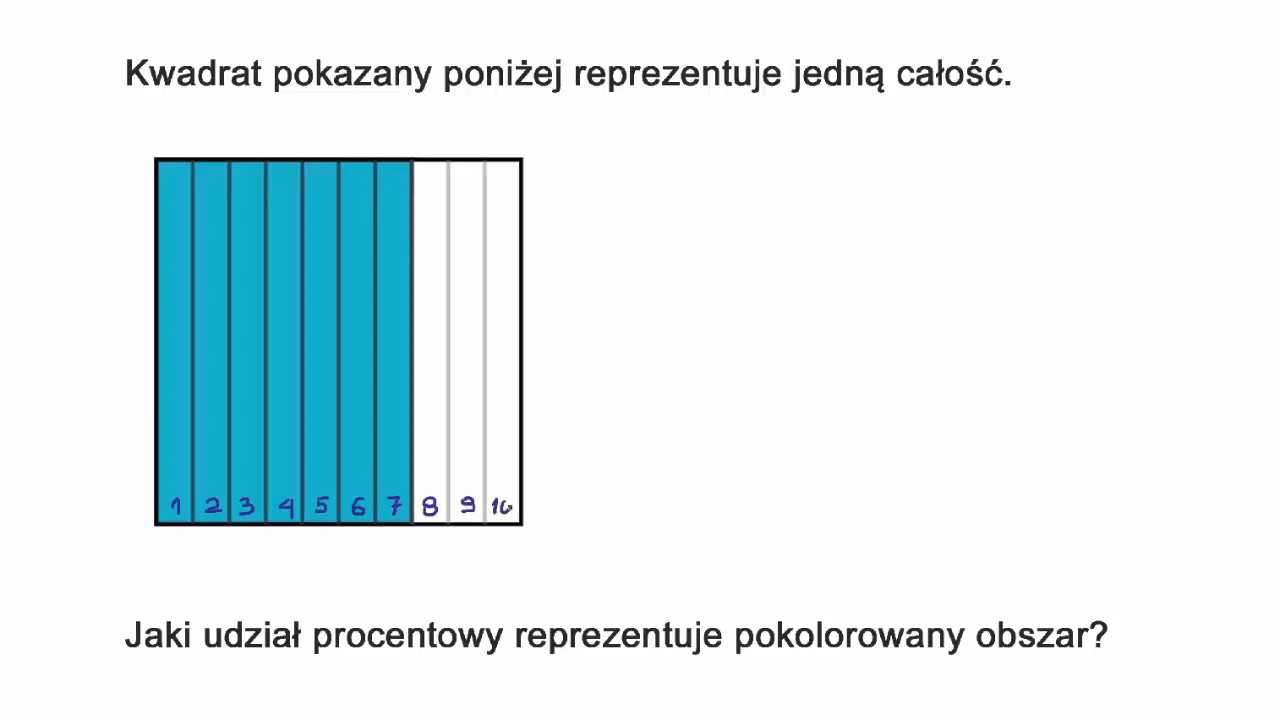 Kwadrat pokazany poniżej reprezentuje jedną całość.
1 2 3 4 5 6 7 8 9 10
Jaki udział procentowy reprezentuje pokolorowany obszar?